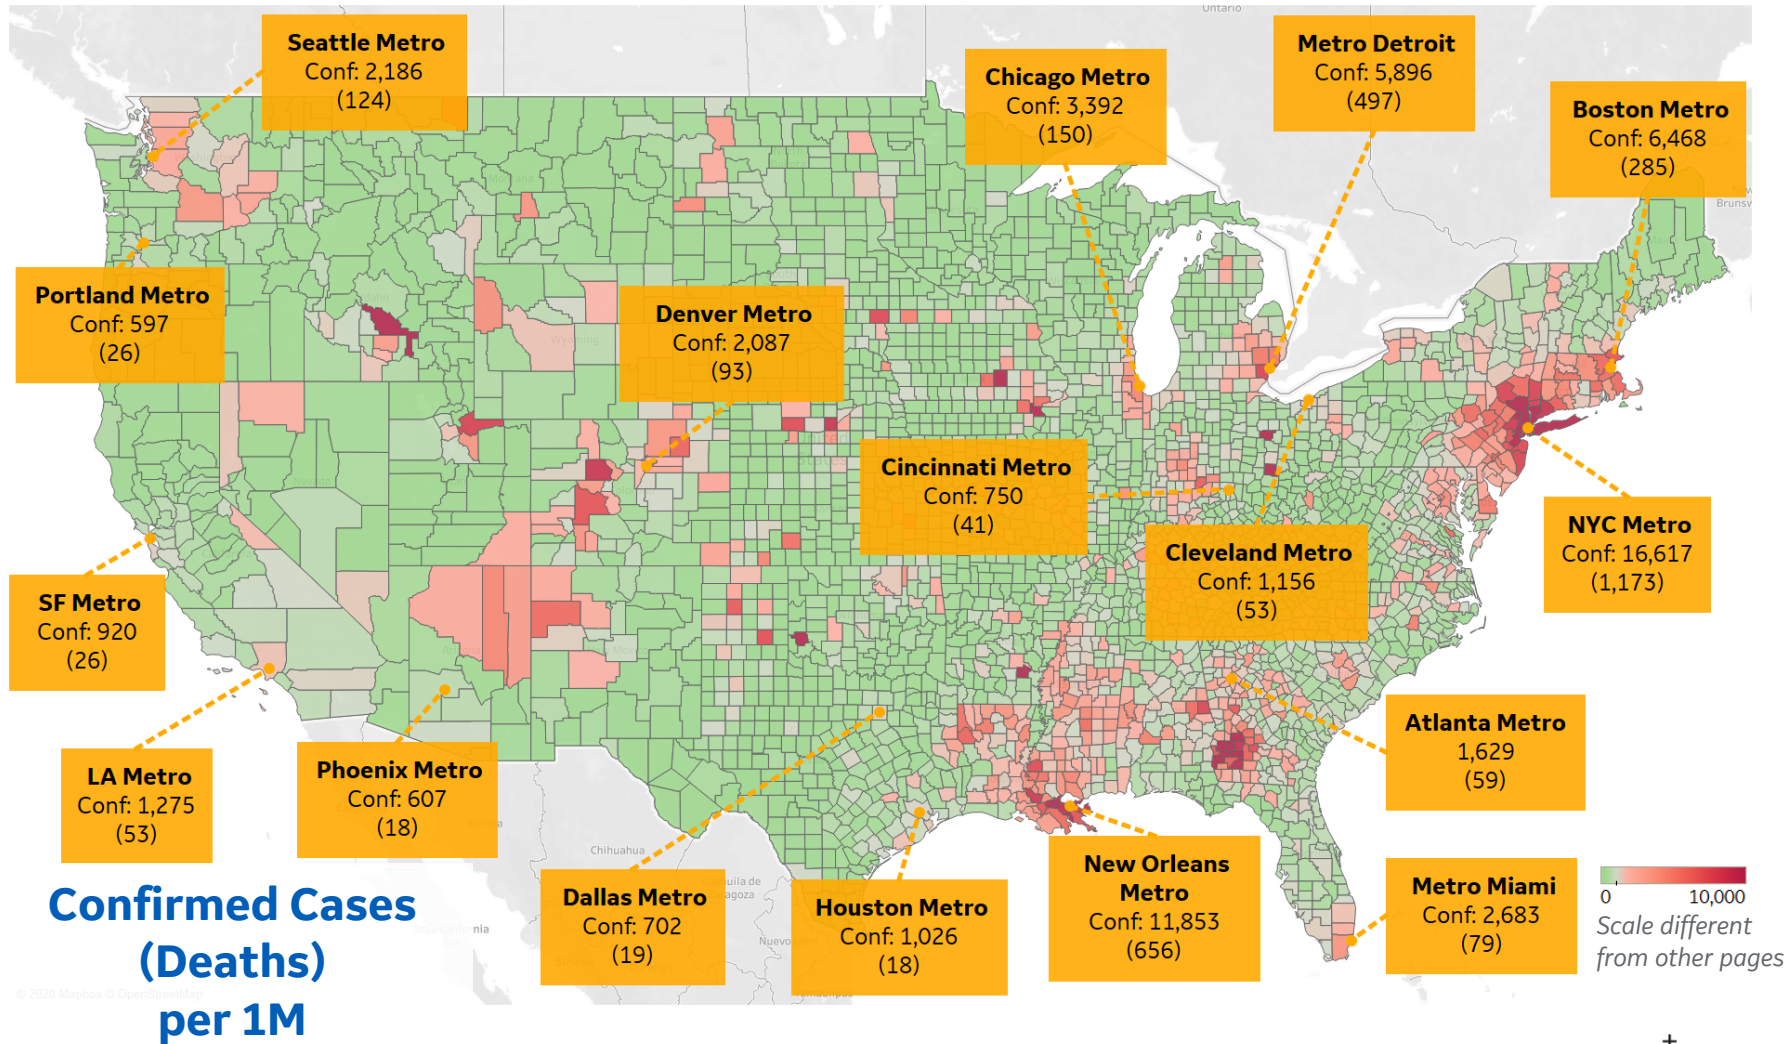 Ontario
Seattle Metro
Conf: 2,186
(124)
Chicago Metro
Conf: 3,392
(150)
Metro Detroit
Conf: 5,896
(497)
Boston Metro
Conf: 6,468
(285)
Portland Metro
Conf: 597
(26)
Denver Metro
Conf: 2,087
(93)
Cincinnati Metro
Conf: 750
(41)
Cleveland Metro
Conf: 1,156
(53)
NYC Metro
Conf: 16,617
(1,173)
SF Metro
Conf: 920
(26)
LA Metro
Conf: 1,275
(53)
Phoenix Metro
Conf: 607
(18)
Atlanta Metro
1,629
(59)
Dallas Metro
Conf: 702
(19)
Houston Metro
Conf: 1,026
(18)
New Orleans
Metro
Conf: 11,853
(656)
Metro Miami
Conf: 2,683
(79)
0 10,000
Scale different
from other pages
Chihuahua
Confirmed Cases
(Deaths)
per 1M
© 2020 Mapbox © OpenStreetMap
+